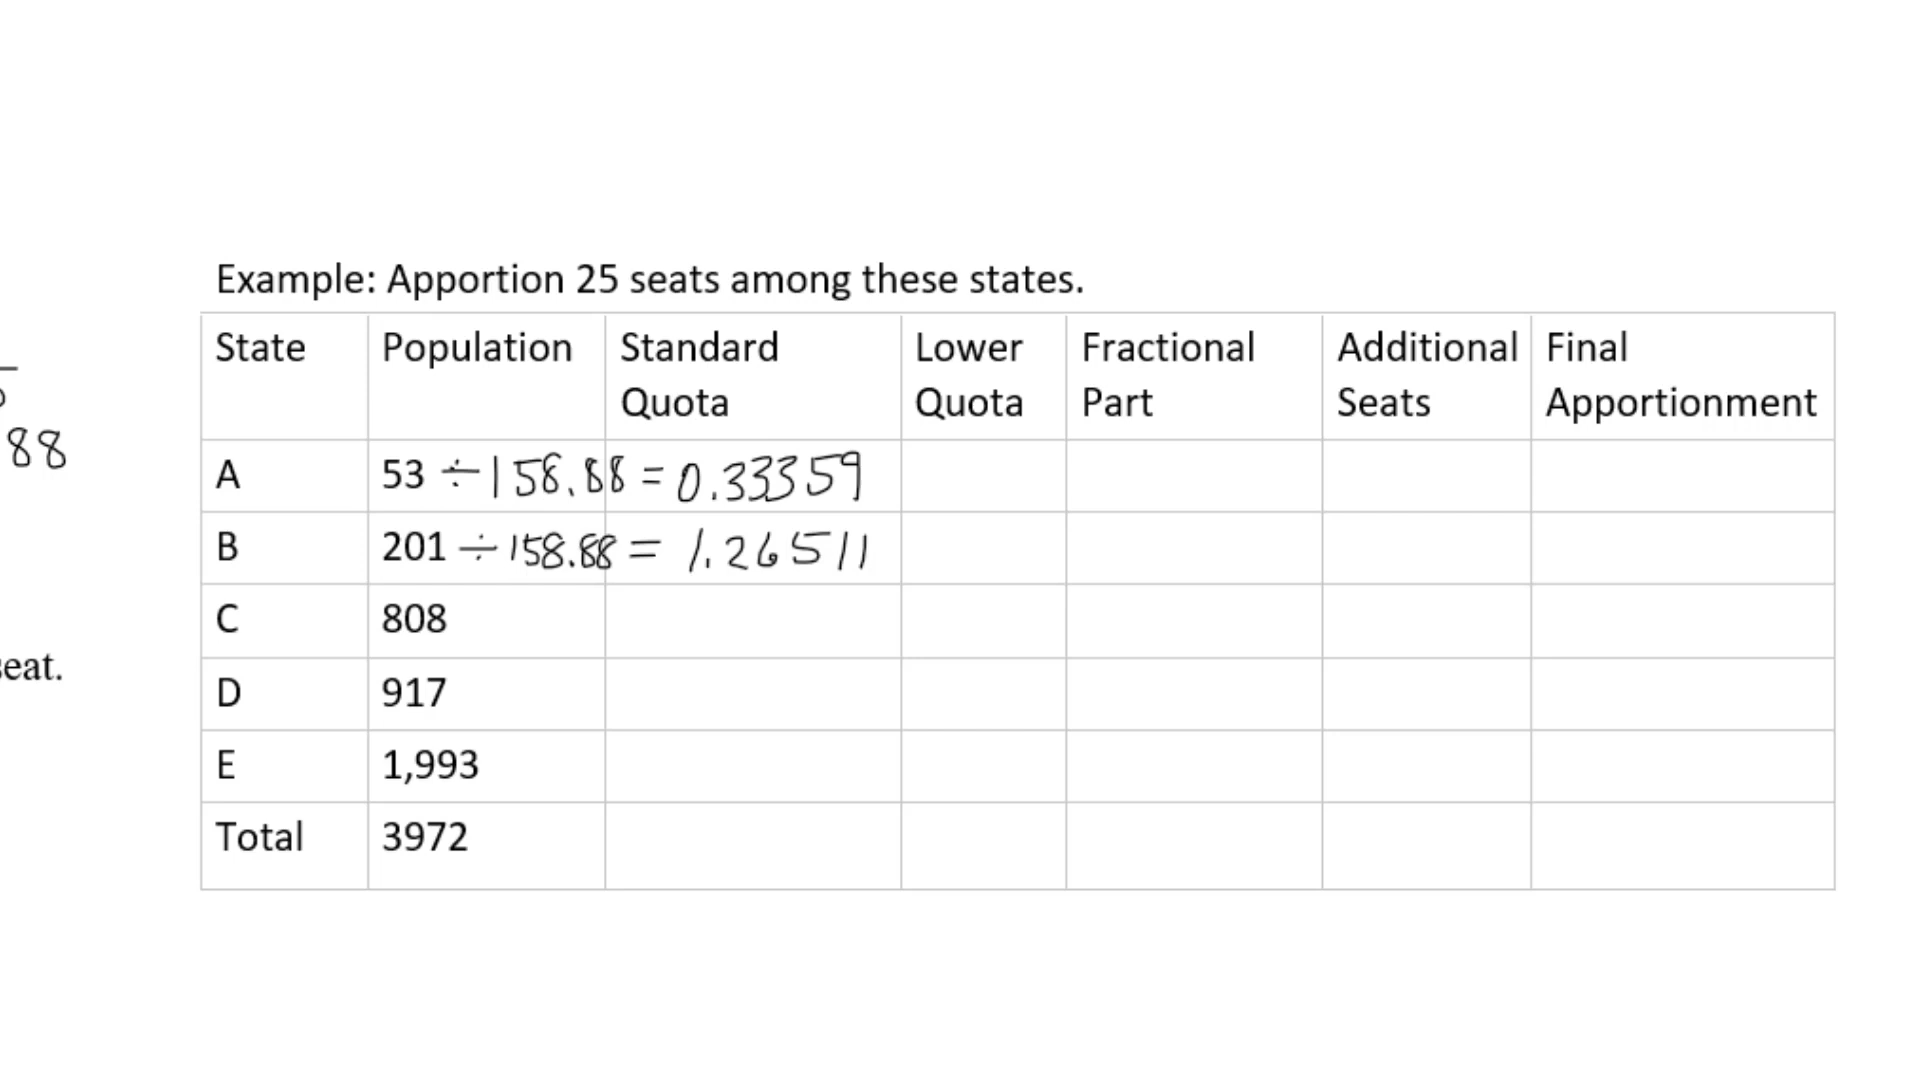 Example: Apportion 25 seats among these states.
State Population Standard Quota Lower Quota Fractional Part Additional Seats Final Apportionment
88
A 53 ÷ 158.88 = 0.33359
B 201 ÷ 158.88 = 1.26511
C 808
eat.
D 917
E 1,993
Total 3972